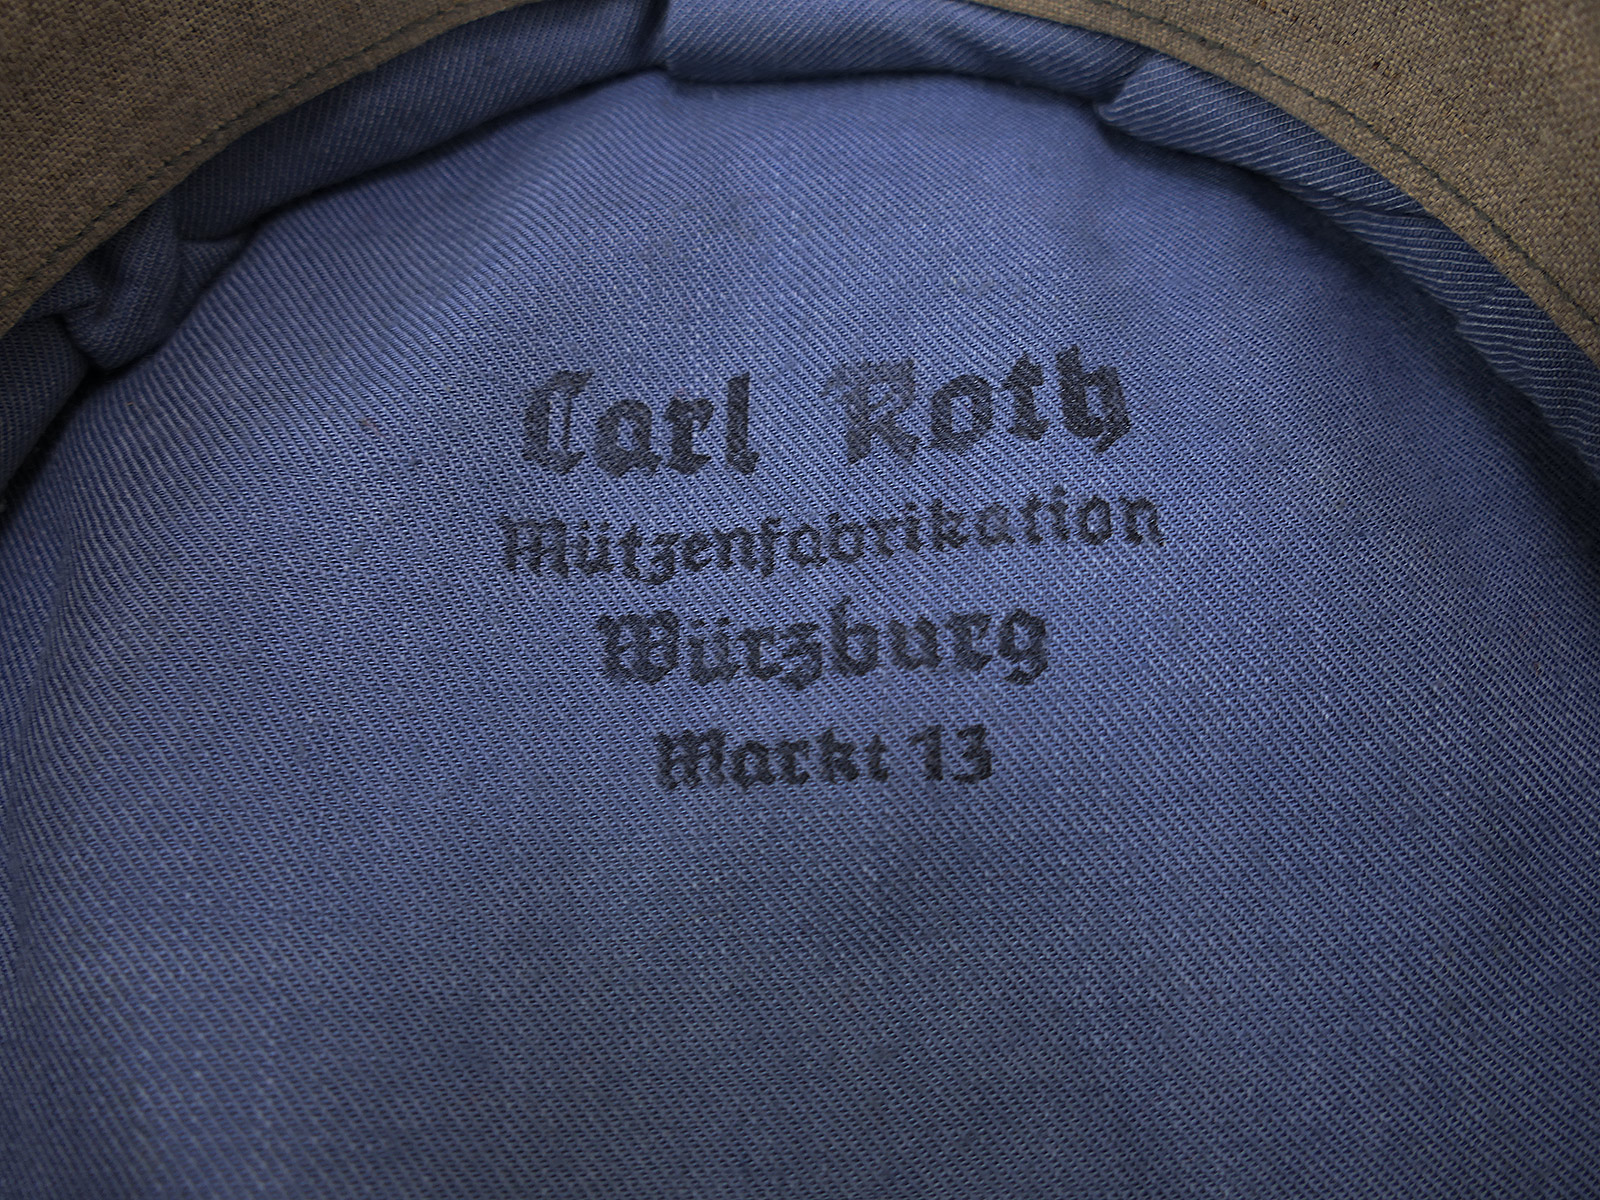 Carl Roth
Mützenfabrikation
Würzburg
Markt 13